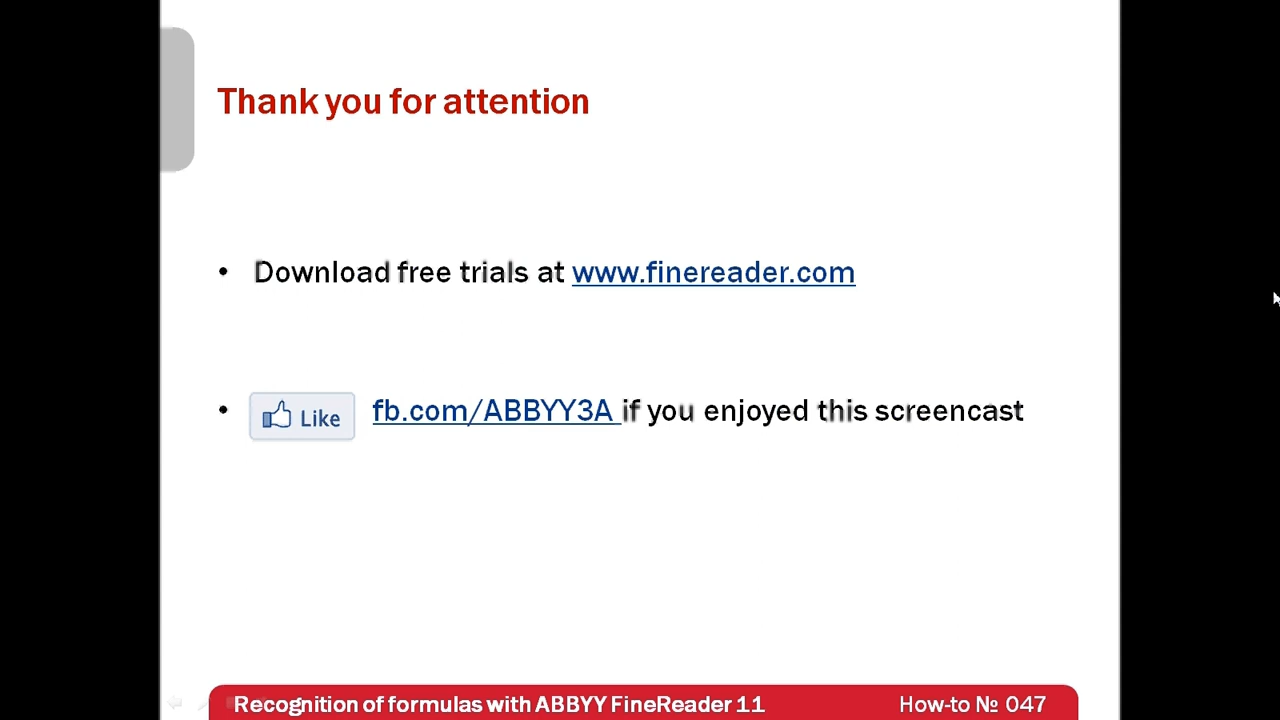 Thank you for attention
• Download free trials at www.finereader.com
• Like fb.com/ABBYY3A if you enjoyed this screencast
Recognition of formulas with ABBYY FineReader 11 How-to № 047